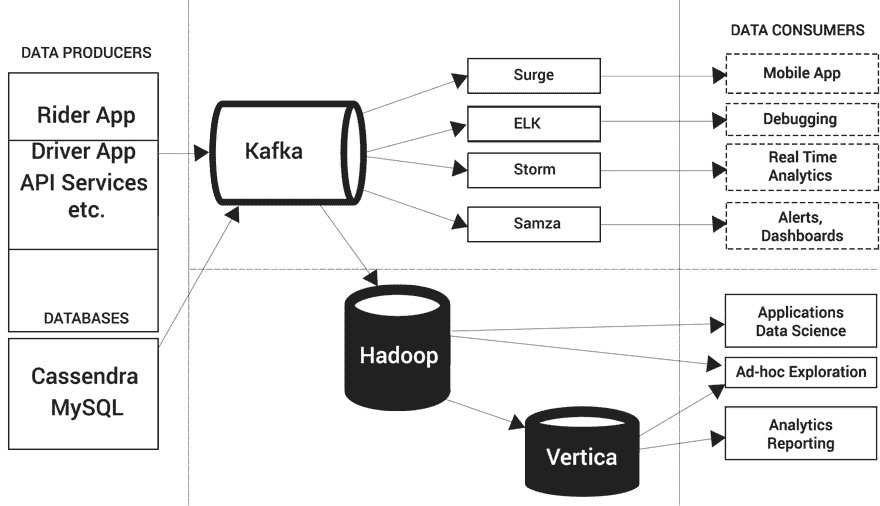 DATA PRODUCERS
Rider App
Driver App
API Services
etc.
DATABASES
Cassendra
MySQL
Kafka
Surge
ELK
Storm
Samza
Hadoop
Vertica
DATA CONSUMERS
Mobile App
Debugging
Real Time
Analytics
Alerts,
Dashboards
Applications
Data Science
Ad-hoc Exploration
Analytics
Reporting